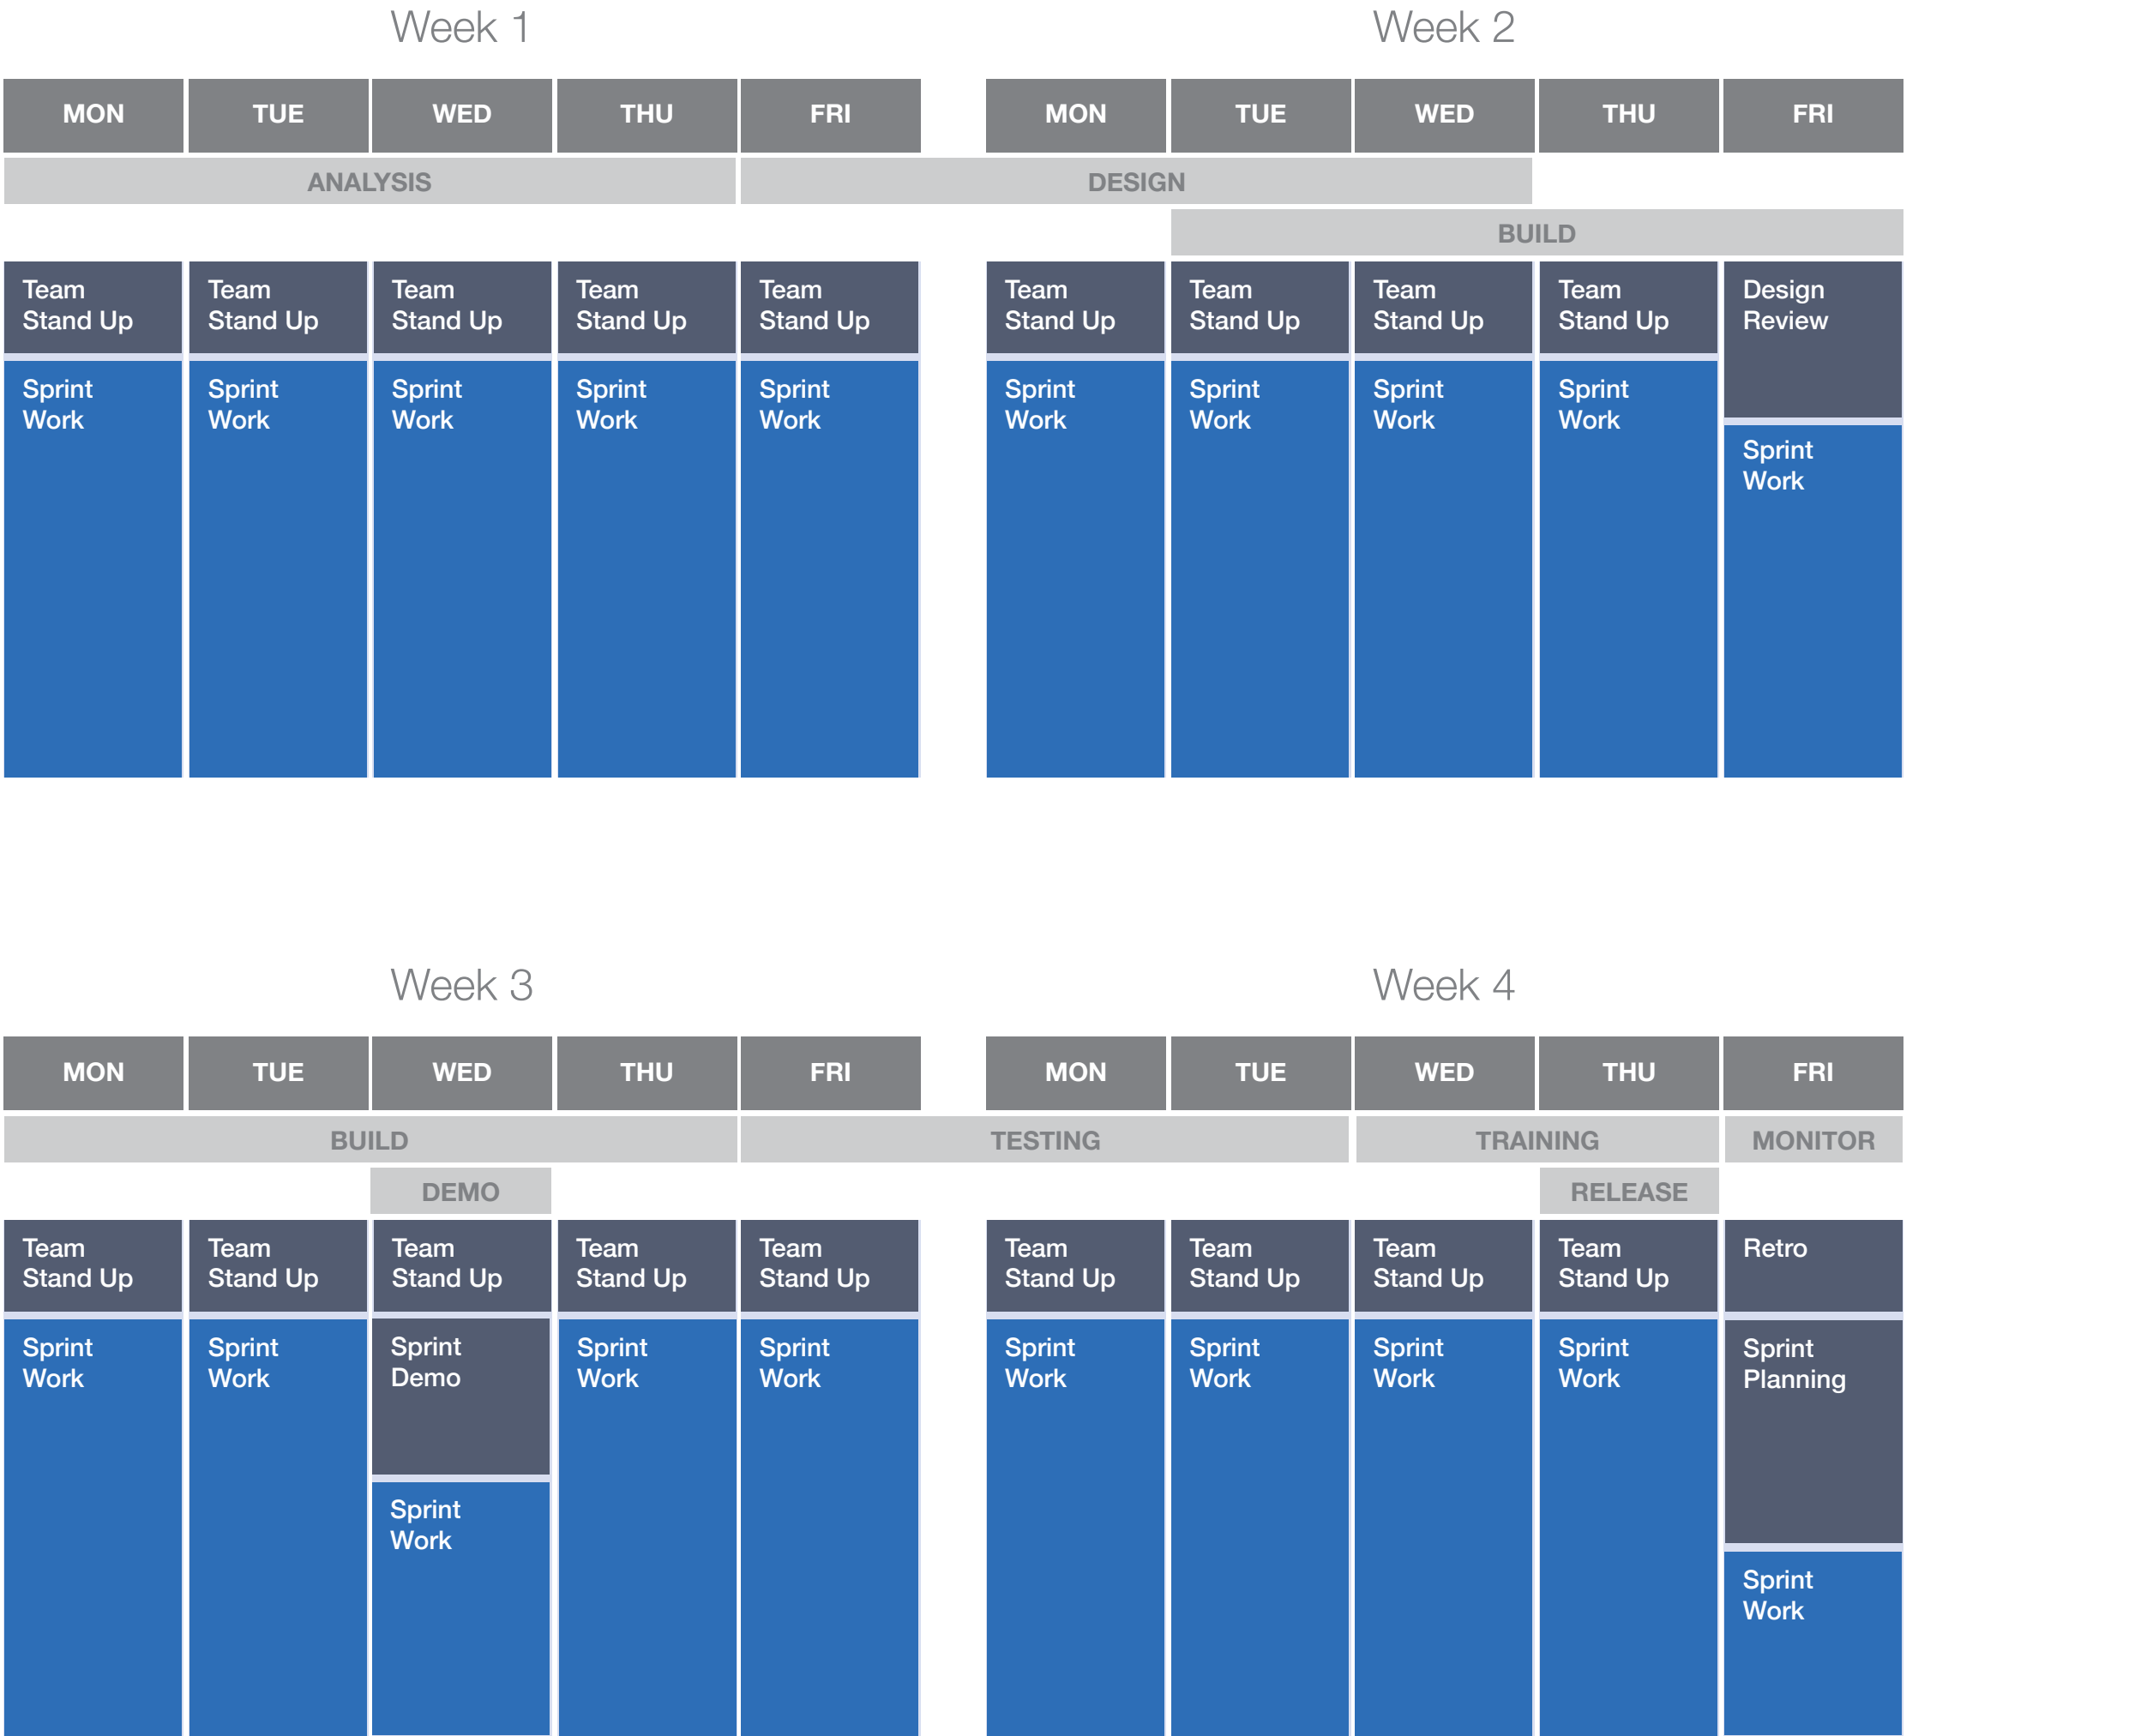 Week 1
Week 2
MON TUE WED THU FRI MON TUE WED THU FRI
ANALYSIS DESIGN
BUILD
Team Team Team Team Team Team Team Team Team Design
Stand Up Stand Up Stand Up Stand Up Stand Up Stand Up Stand Up Stand Up Stand Up Review
Sprint Sprint Sprint Sprint Sprint Sprint Sprint Sprint Sprint
Work Work Work Work Work Work Work Work Work
Sprint
Work
Week 3
Week 4
MON TUE WED THU FRI MON TUE WED THU FRI
BUILD TESTING TRAINING MONITOR
DEMO RELEASE
Team Team Team Team Team Team Team Team Team Retro
Stand Up Stand Up Stand Up Stand Up Stand Up Stand Up Stand Up Stand Up Stand Up
Sprint Sprint Sprint Sprint Sprint Sprint Sprint Sprint Sprint Sprint
Work Work Demo Work Work Work Work Work Work Planning
Sprint
Work
Sprint
Work